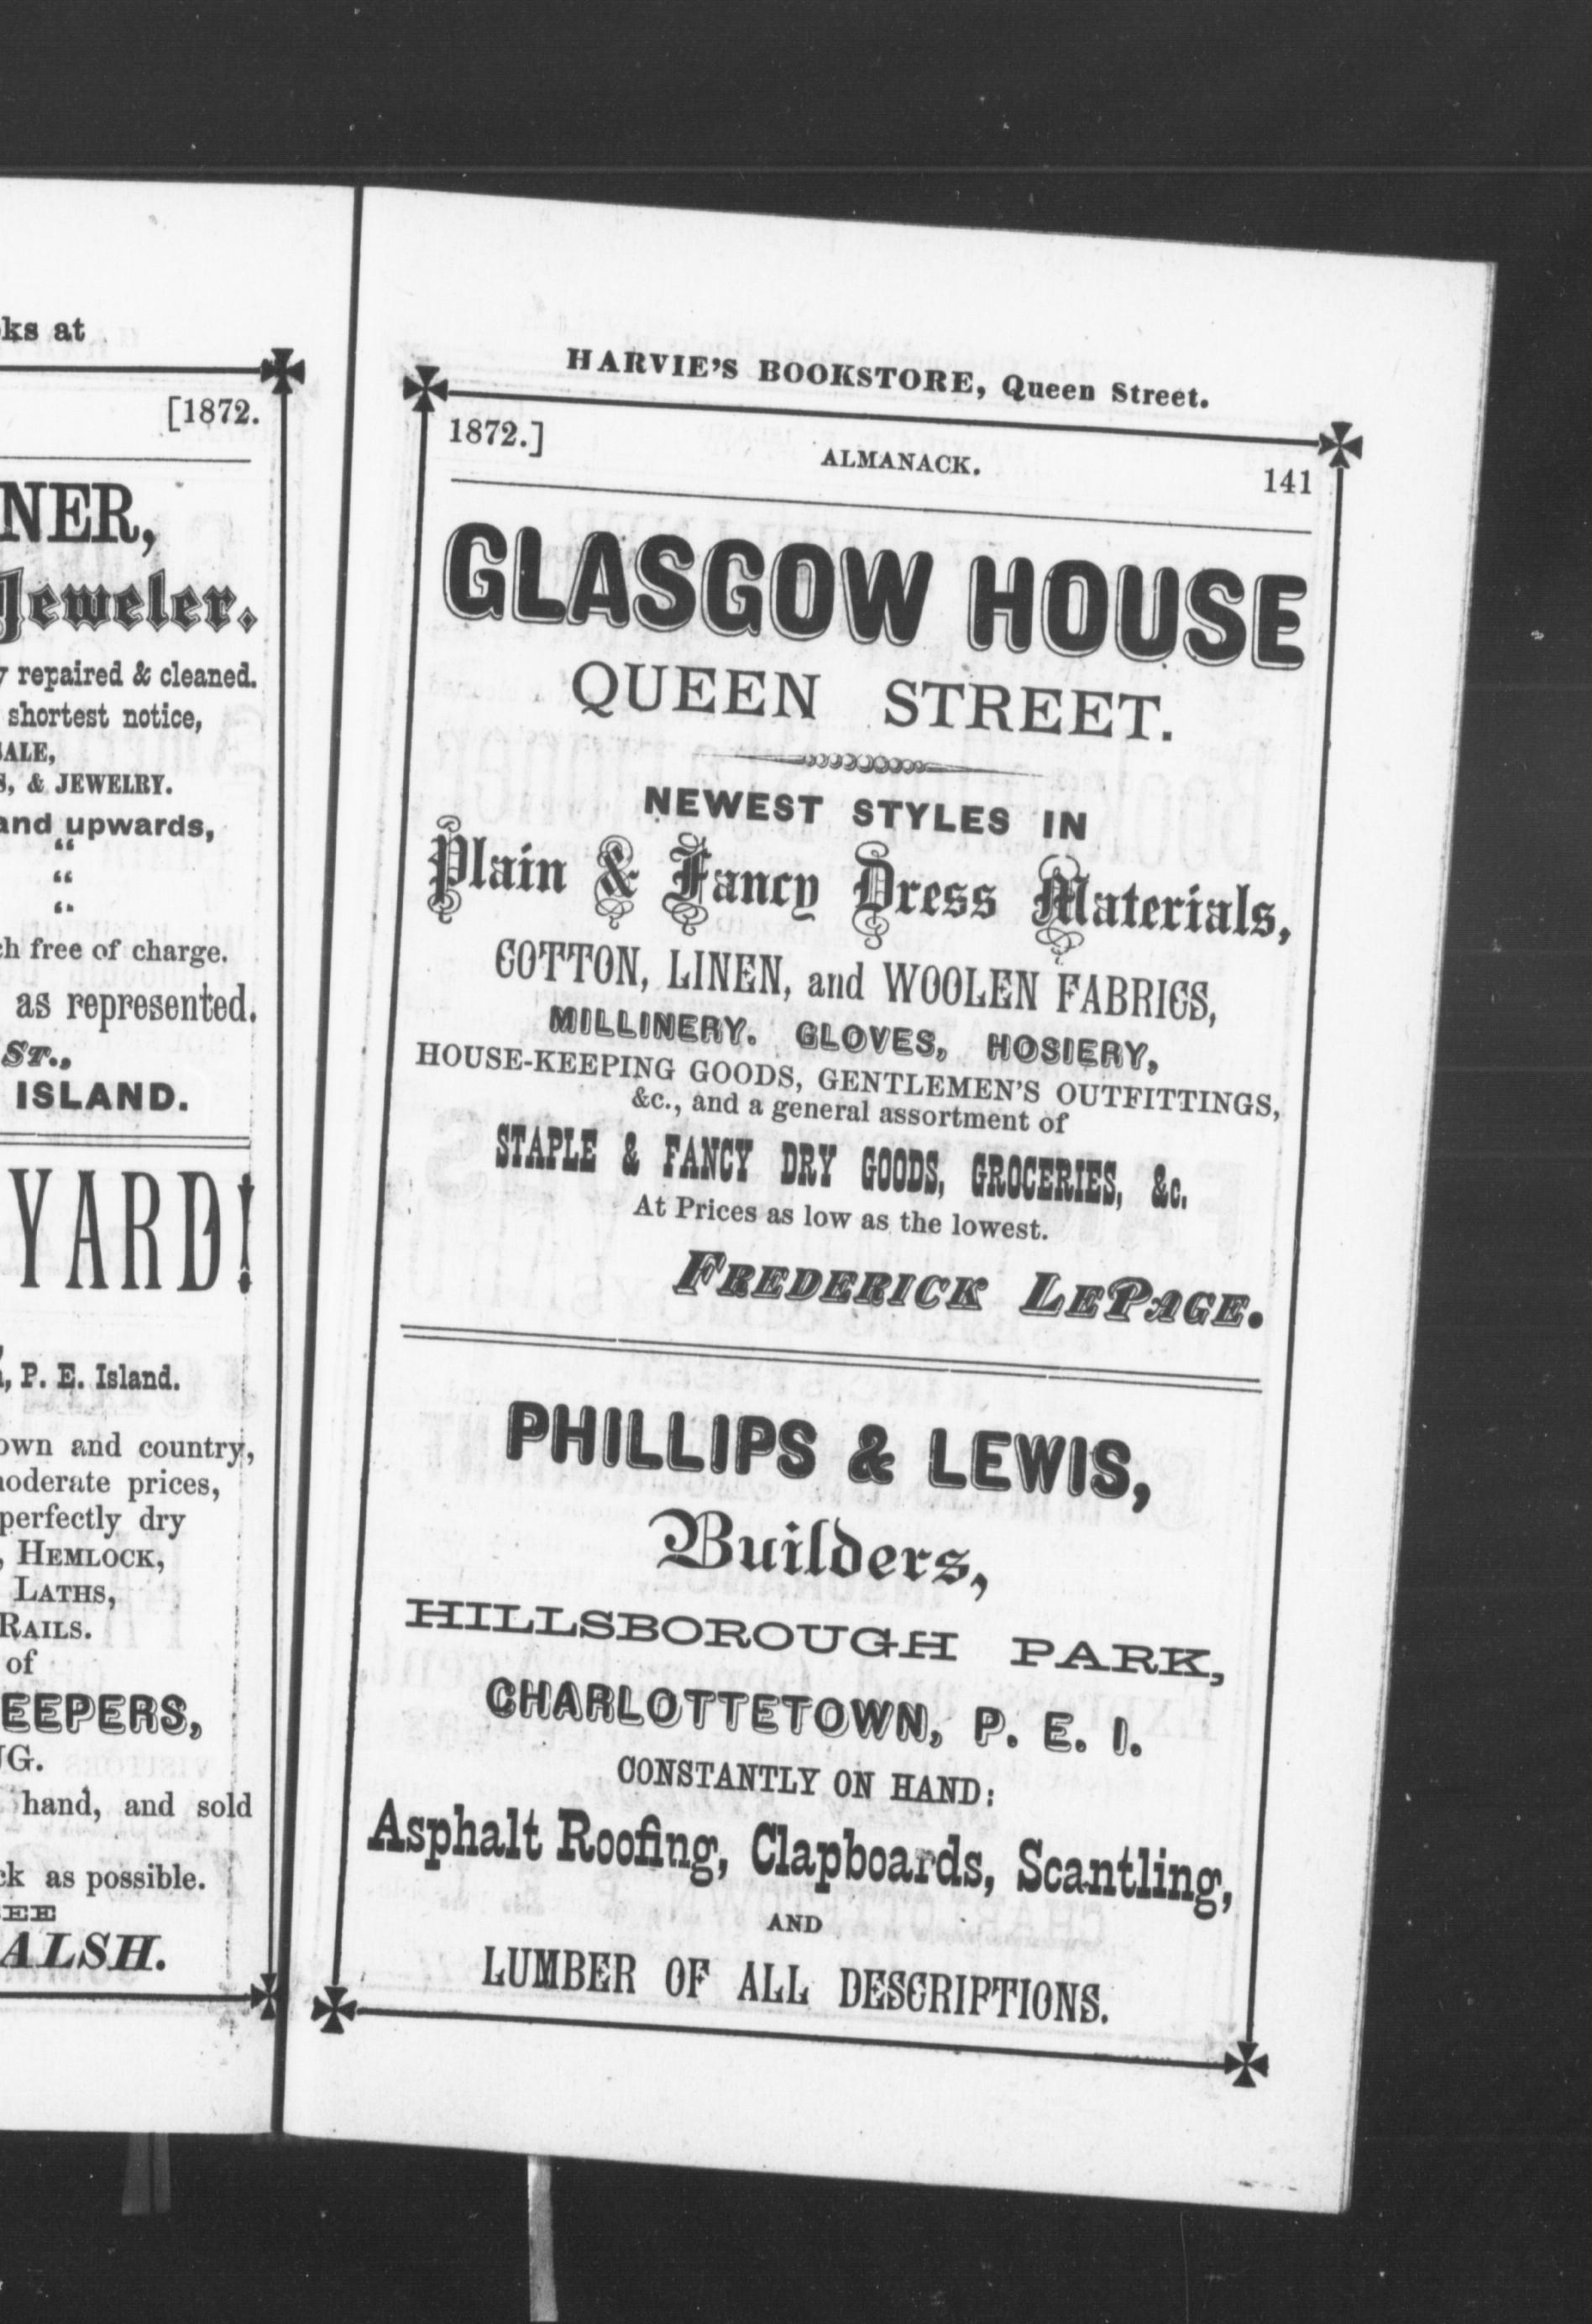 ks at
[1872.
NER,
Jeweler.
repaired & cleaned.
shortest notice,
SALE,
S, & JEWELRY.
and upwards,
"
"
"
ch free of charge.
as represented.
ST.,
ISLAND.
YARD!
, P. E. Island.
own and country,
moderate prices,
perfectly dry
, HEMLOCK,
LATHS,
RAILS.
of
EEPERS,
UG.
hand, and sold
ck as possible.
EE
ALSH.
HARVIE'S BOOKSTORE, Queen Street.
1872.] ALMANACK. 141
GLASGOW HOUSE
QUEEN STREET.
NEWEST STYLES IN
Plain & Fancy Dress Materials,
COTTON, LINEN, and WOOLEN FABRICS,
MILLINERY. GLOVES, HOSIERY,
HOUSE-KEEPING GOODS, GENTLEMEN'S OUTFITTINGS,
&c., and a general assortment of
STAPLE & FANCY DRY GOODS, GROCERIES, &c.
At Prices as low as the lowest.
FREDERICK LEPAGE.
PHILLIPS & LEWIS,
Builders,
HILLSBOROUGH PARK,
CHARLOTTETOWN, P. E. I.
CONSTANTLY ON HAND:
Asphalt Roofing, Clapboards, Scantling,
AND
LUMBER OF ALL DESCRIPTIONS.